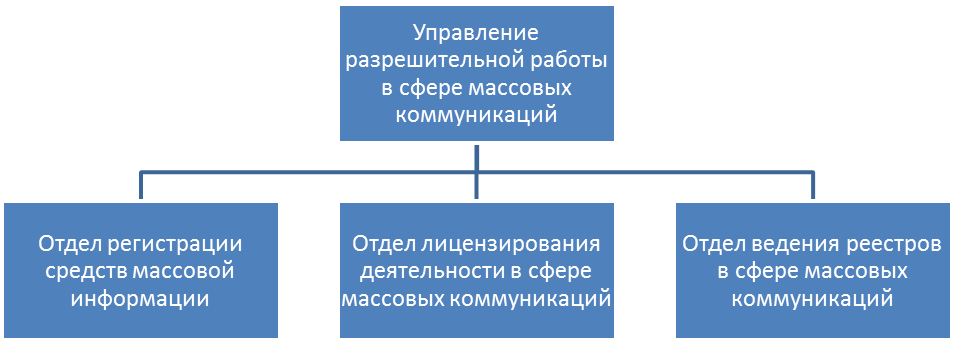 Управление
разрешительной работы
в сфере массовых
коммуникаций
Отдел регистрации
средств массовой
информации
Отдел лицензирования
деятельности в сфере
массовых коммуникаций
Отдел ведения реестров
в сфере массовых
коммуникаций